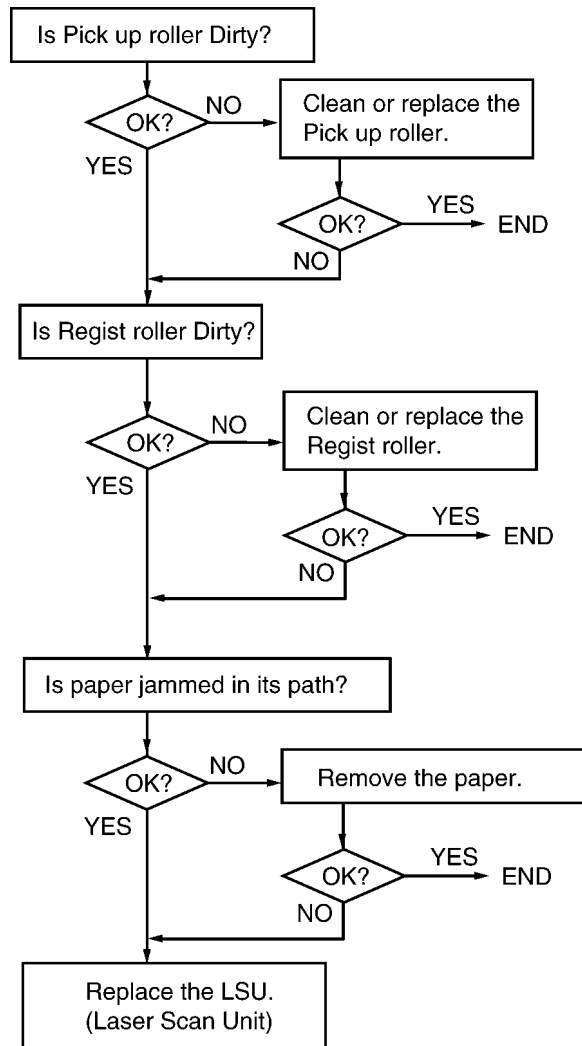 Is Pick up roller Dirty?
OK?
NO
Clean or replace the
Pick up roller.
YES
OK?
YES
END
NO
Is Regist roller Dirty?
OK?
NO
Clean or replace the
Regist roller.
YES
OK?
YES
END
NO
Is paper jammed in its path?
OK?
NO
Remove the paper.
YES
OK?
YES
END
NO
Replace the LSU.
(Laser Scan Unit)